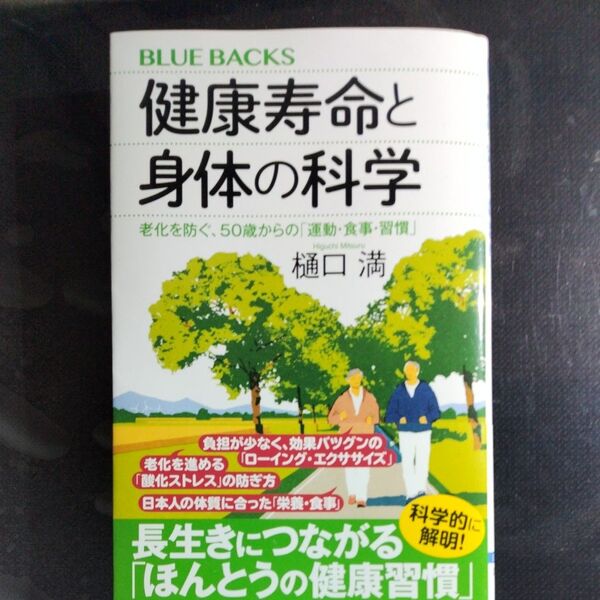 BLUE BACKS
健康寿命と
身体の科学
老化を防ぐ、50歳からの「運動・食事・習慣」
Higuchi Mitsuru
樋口 満
負担が少なく、効果バツグンの
「ローイング・エクササイズ」
老化を進める
「酸化ストレス」の防ぎ方
日本人の体質に合った「栄養・食事」
科学的に
解明!
長生きにつながる
「ほんとうの健康習慣」